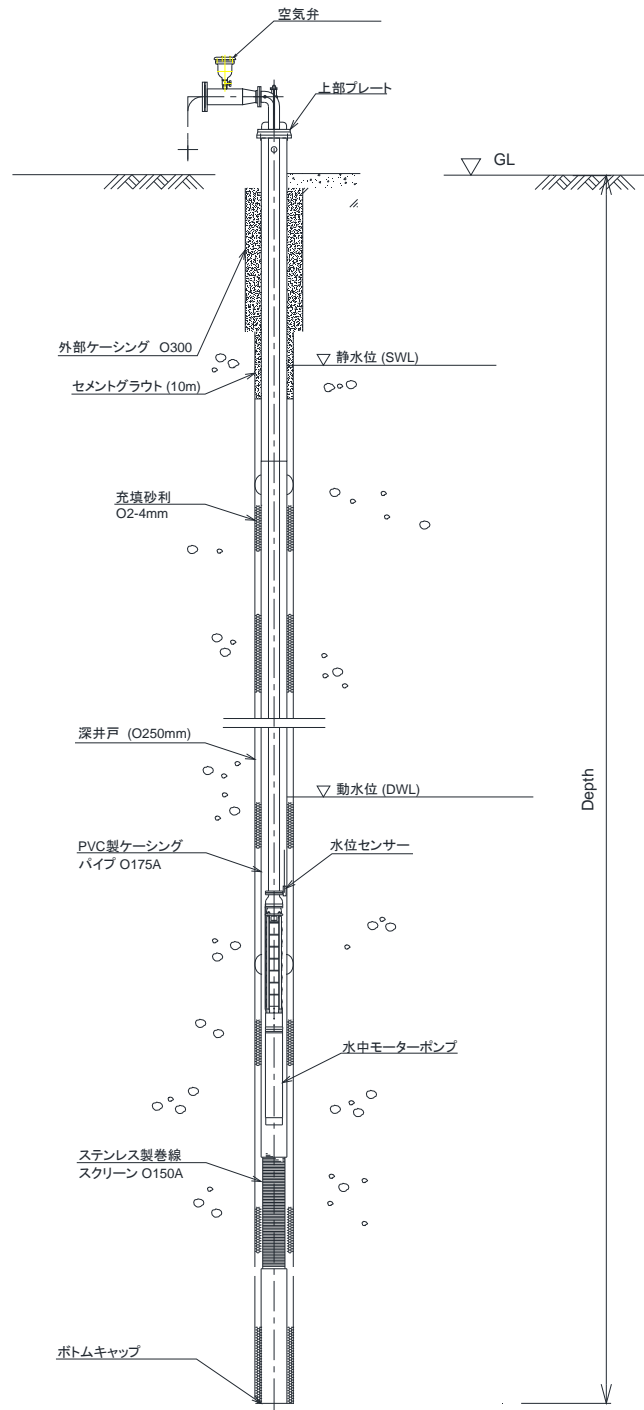 空気弁
上部プレート
GL
外部ケーシング O300
静水位 (SWL)
セメントグラウト (10m)
充填砂利
O2-4mm
深井戸 (O250mm)
動水位 (DWL)
Depth
PVC製ケーシング
パイプ O175A
水位センサー
水中モーターポンプ
ステンレス製巻線
スクリーン O150A
ボトムキャップ